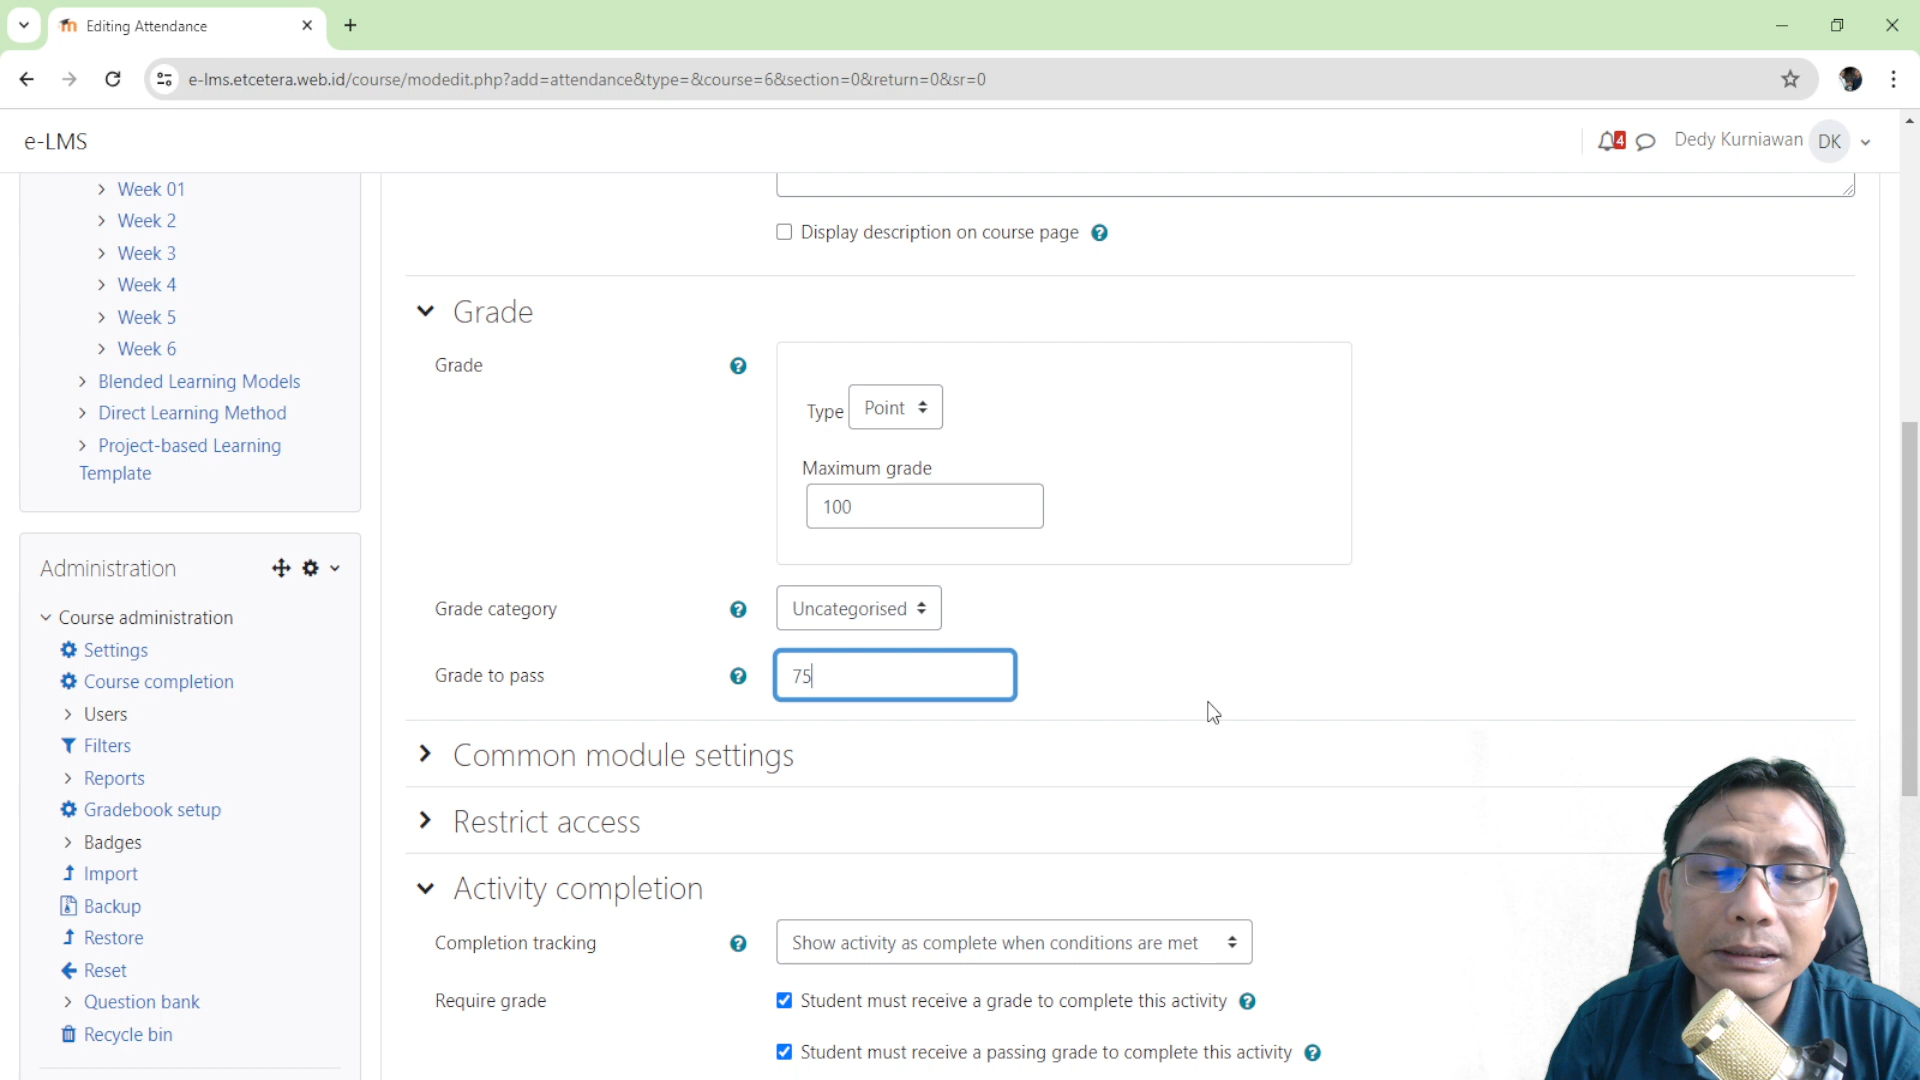 Editing Attendance
e-lms.etcetera.web.id/course/modedit.php?add=attendance&type=&course=6&section=0&return=0&sr=0
e-LMS
4
Dedy Kurniawan
DK
Week 01
Week 2
Week 3
Week 4
Week 5
Week 6
Blended Learning Models
Direct Learning Method
Project-based Learning
Template
Administration
Course administration
Settings
Course completion
Users
Filters
Reports
Gradebook setup
Badges
Import
Backup
Restore
Reset
Question bank
Recycle bin
Display description on course page
Grade
Grade
Type Point
Maximum grade
100
Grade category
Uncategorised
Grade to pass
75
Common module settings
Restrict access
Activity completion
Completion tracking
Show activity as complete when conditions are met
Require grade
Student must receive a grade to complete this activity
Student must receive a passing grade to complete this activity